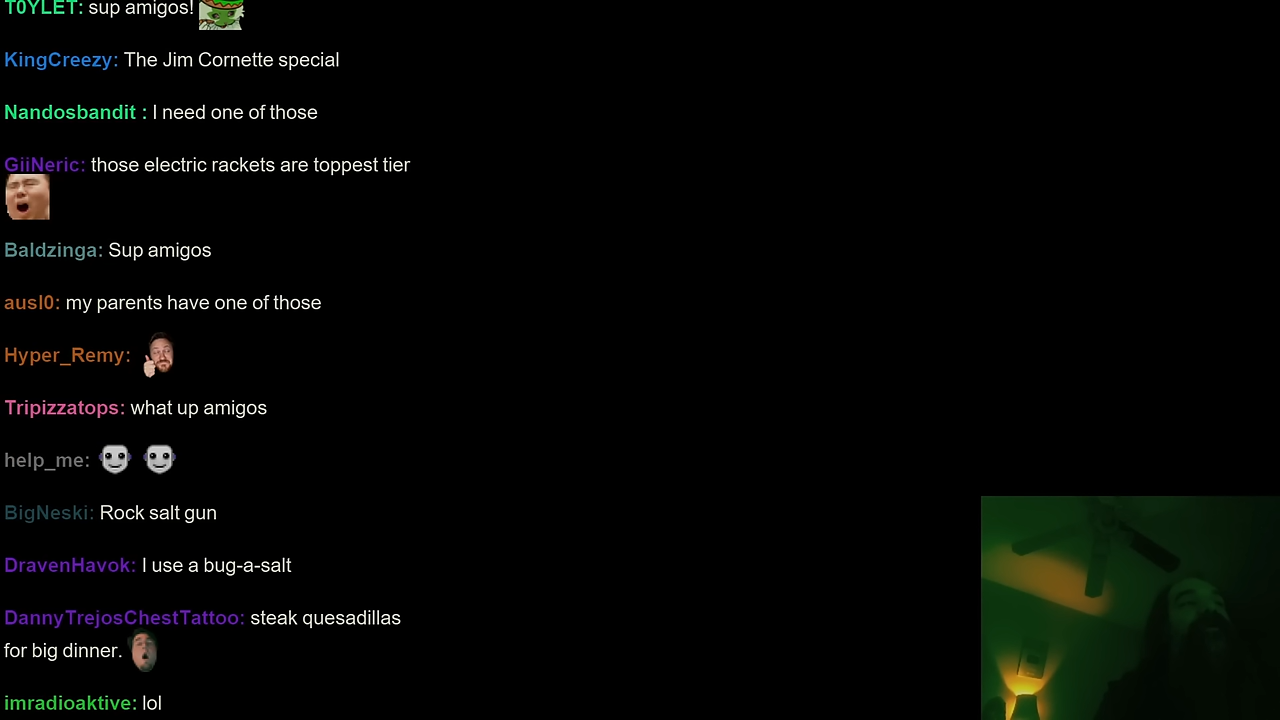 T0YLET: sup amigos!
KingCreezy: The Jim Cornette special
Nandosbandit : I need one of those
GiiNeric: those electric rackets are toppest tier
Baldzinga: Sup amigos
ausl0: my parents have one of those
Hyper_Remy:
Tripizzatops: what up amigos
help_me:
BigNeski: Rock salt gun
DravenHavok: I use a bug-a-salt
DannyTrejosChestTattoo: steak quesadillas
for big dinner.
imradioaktive: lol